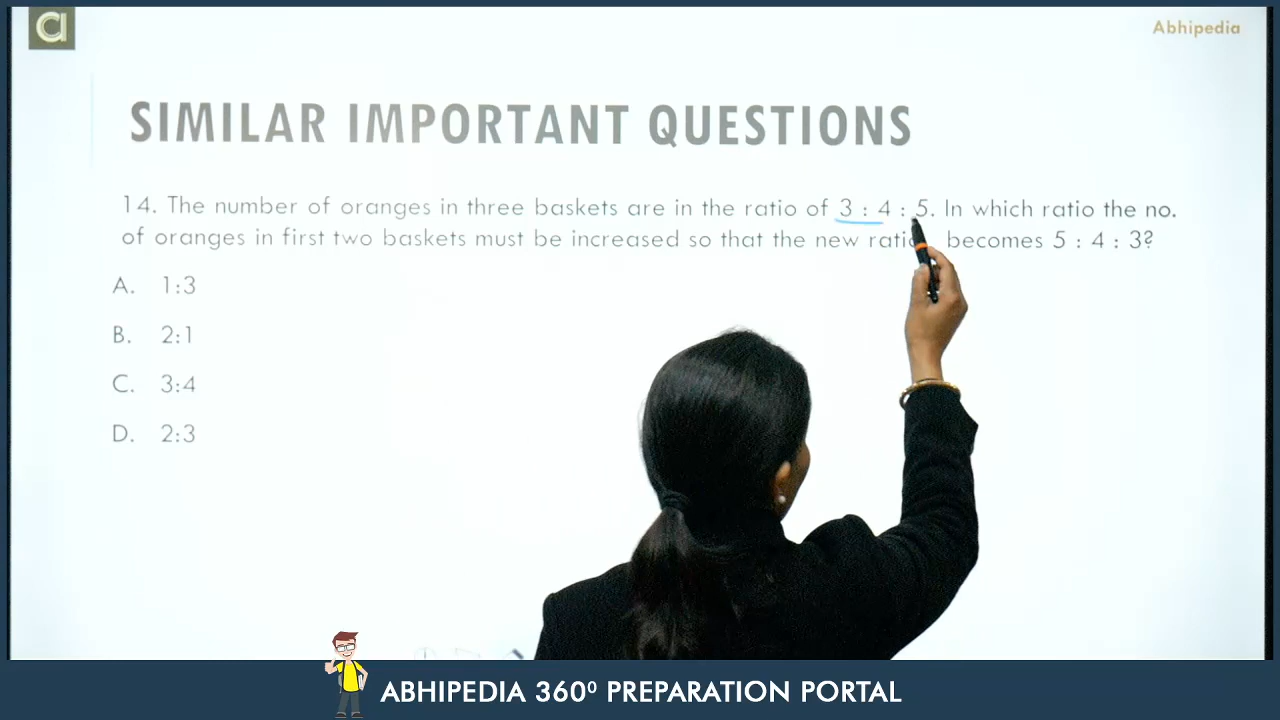 a
Abhipedia
SIMILAR IMPORTANT QUESTIONS
14. The number of oranges in three baskets are in the ratio of 3 : 4 : 5. In which ratio the no.
of oranges in first two baskets must be increased so that the new becomes 5 : 4 : 3?
A. 1:3
B. 2:1
C. 3:4
D. 2:3
ABHIPEDIA 360⁰ PREPARATION PORTAL